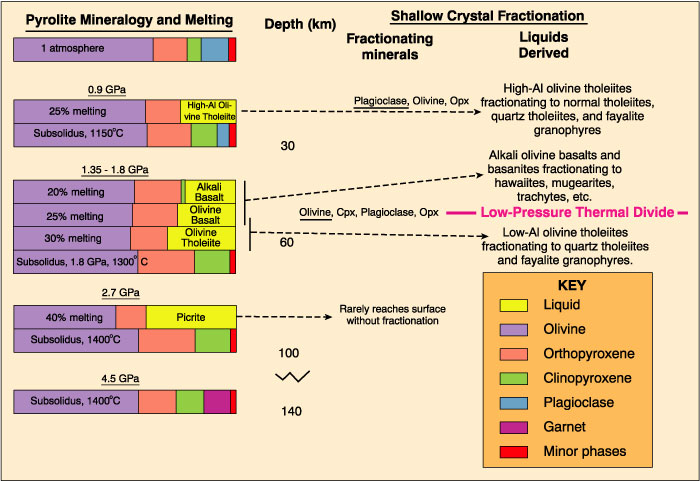 Pyrolite Mineralogy and Melting
Depth (km)
Shallow Crystal Fractionation
Fractionating
minerals
Liquids
Derived
1 atmosphere
0.9 GPa
25% melting
High-Al Oli-
vine Tholeiite
Subsolidus, 1150°C
Plagioclase, Olivine, Opx
High-Al olivine tholeiites
fractionating to normal tholeiites,
quartz tholeiites, and fayalite
granophyres
30
1.35 - 1.8 GPa
20% melting
Alkali
Basalt
25% melting
Olivine
Basalt
30% melting
Olivine
Tholeiite
Subsolidus, 1.8 GPa, 1300° C
Alkali olivine basalts and
basanites fractionating to
hawaiites, mugearites,
trachytes, etc.
Olivine, Cpx, Plagioclase, Opx
Low-Pressure Thermal Divide
60
Low-Al olivine tholeiites
fractionating to quartz tholeiites
and fayalite granophyres.
2.7 GPa
40% melting
Picrite
Subsolidus, 1400°C
Rarely reaches surface
without fractionation
100
4.5 GPa
Subsolidus, 1400°C
140
KEY
Liquid
Olivine
Orthopyroxene
Clinopyroxene
Plagioclase
Garnet
Minor phases